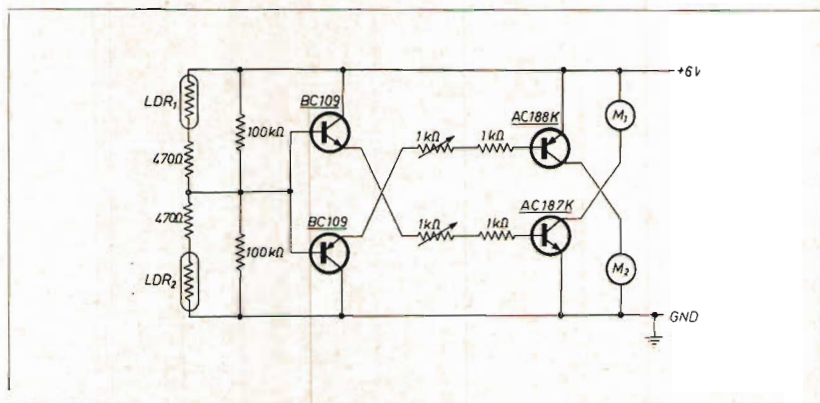 +6V
LDR₁
470Ω
470Ω
LDR₂
100kΩ
100kΩ
BC109
BC109
1kΩ
1kΩ
1kΩ
1kΩ
AC188K
AC187K
M₁
M₂
GND